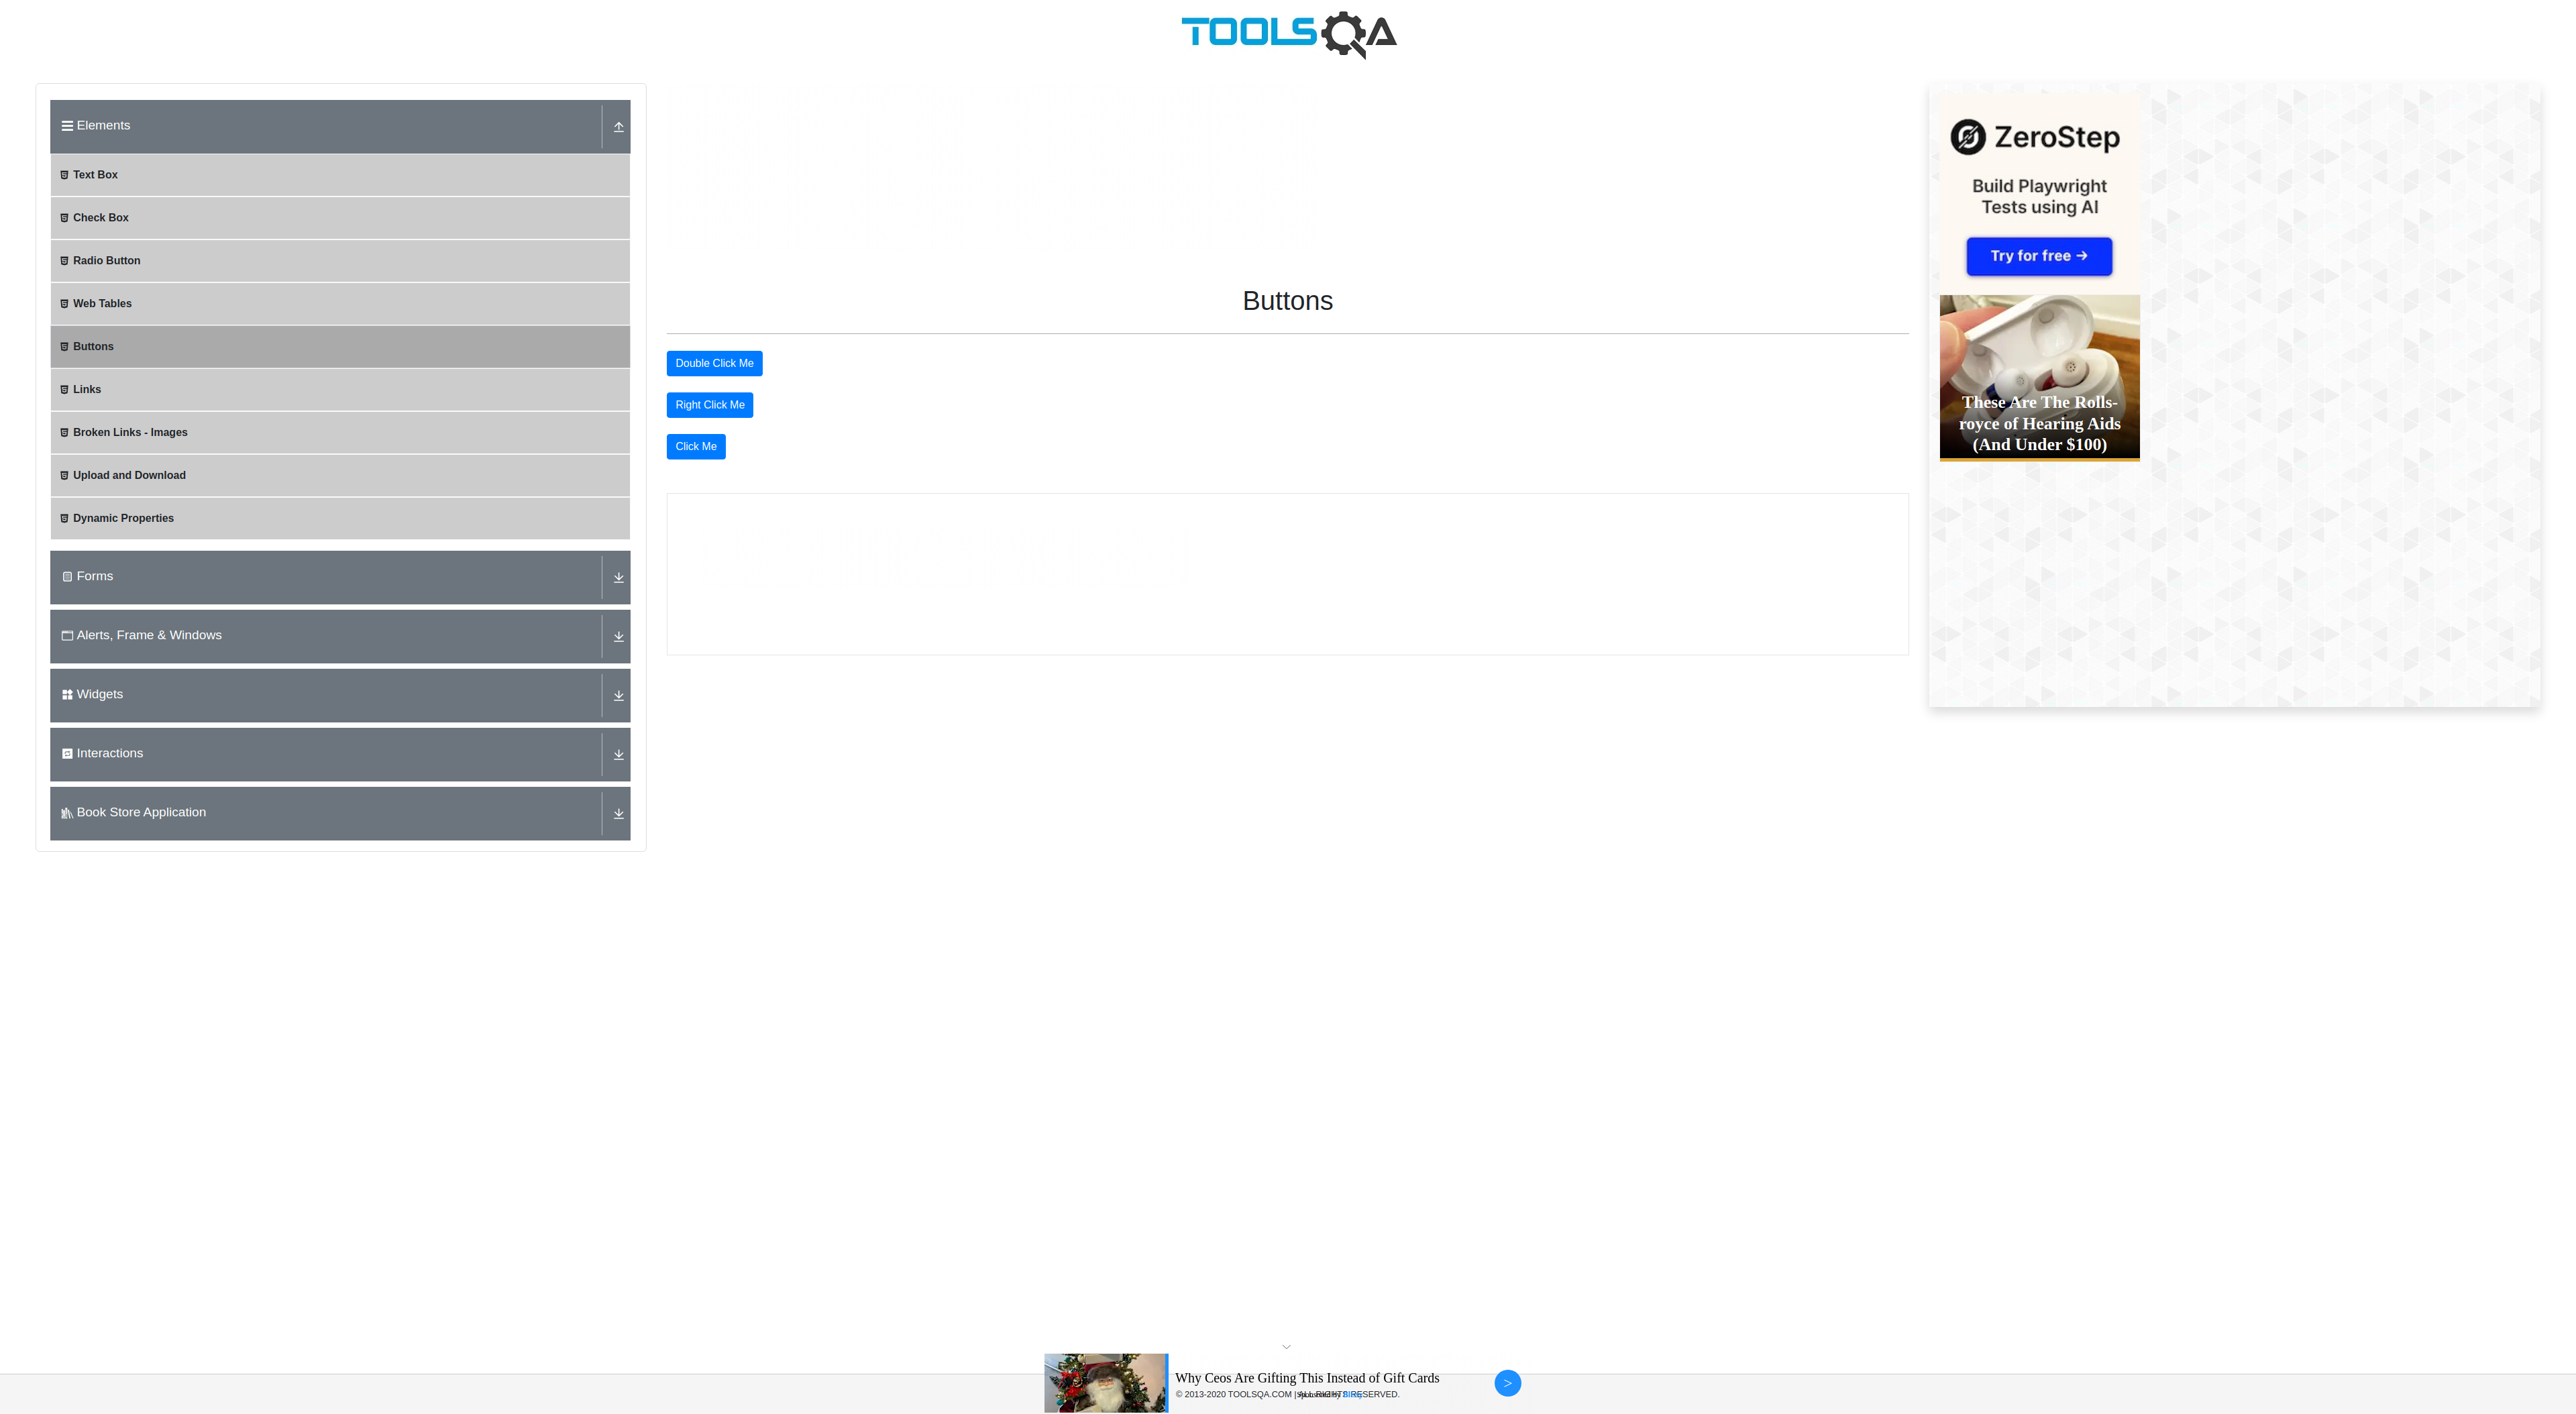 TOOLSQA
Elements
Text Box
Check Box
Radio Button
Web Tables
Buttons
Links
Broken Links - Images
Upload and Download
Dynamic Properties
Forms
Alerts, Frame & Windows
Widgets
Interactions
Book Store Application
Buttons
Double Click Me
Right Click Me
Click Me
ZeroStep
Build Playwright
Tests using AI
Try for free →
These Are The Rolls-
royce of Hearing Aids
(And Under $100)
Why Ceos Are Gifting This Instead of Gift Cards
© 2013-2020 TOOLSQA.COM | ALL RIGHTS RESERVED.
>